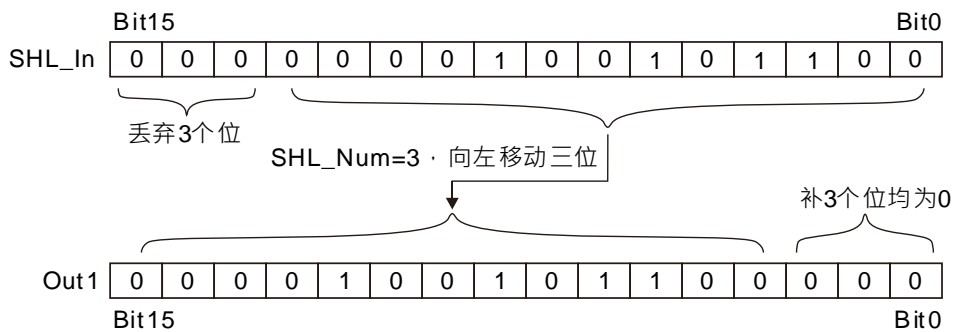 Bit15 Bit0
SHL_In 0 0 0 0 0 0 0 1 0 0 1 0 1 1 0 0
丢弃3个位
SHL_Num=3，向左移动三位
补3个位均为0
Out1 0 0 0 0 1 0 0 1 0 1 1 0 0 0 0 0
Bit15 Bit0